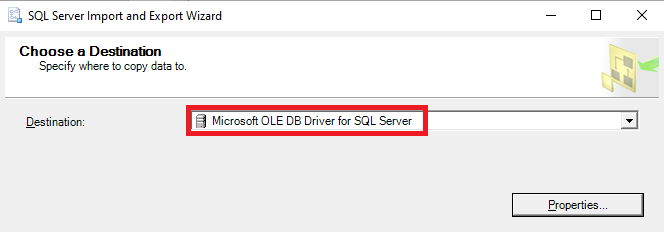 SQL Server Import and Export Wizard
Choose a Destination
Specify where to copy data to.
Destination:
Microsoft OLE DB Driver for SQL Server
Properties...